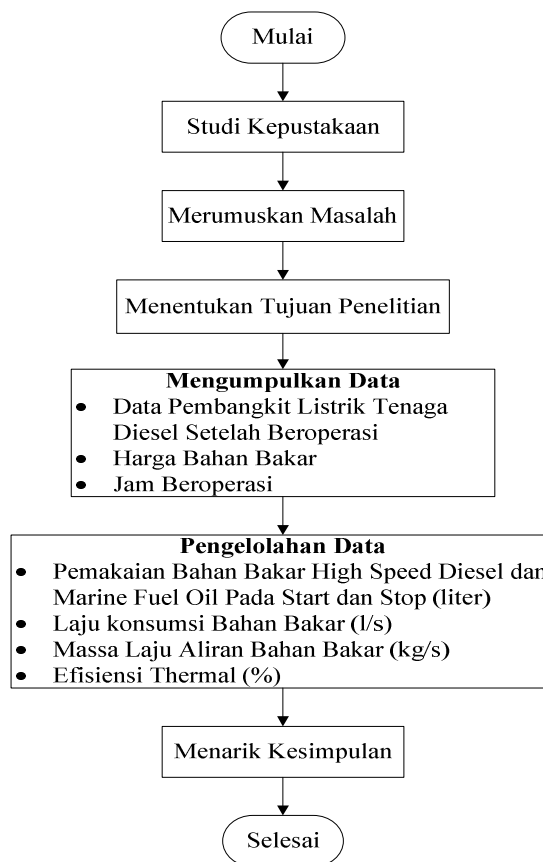 Mulai
Studi Kepustakaan
Merumuskan Masalah
Menentukan Tujuan Penelitian
Mengumpulkan Data
• Data Pembangkit Listrik Tenaga
Diesel Setelah Beroperasi
• Harga Bahan Bakar
• Jam Beroperasi
Pengelolahan Data
• Pemakaian Bahan Bakar High Speed Diesel dan
Marine Fuel Oil Pada Start dan Stop (liter)
• Laju konsumsi Bahan Bakar (l/s)
• Massa Laju Aliran Bahan Bakar (kg/s)
• Efisiensi Thermal (%)
Menarik Kesimpulan
Selesai